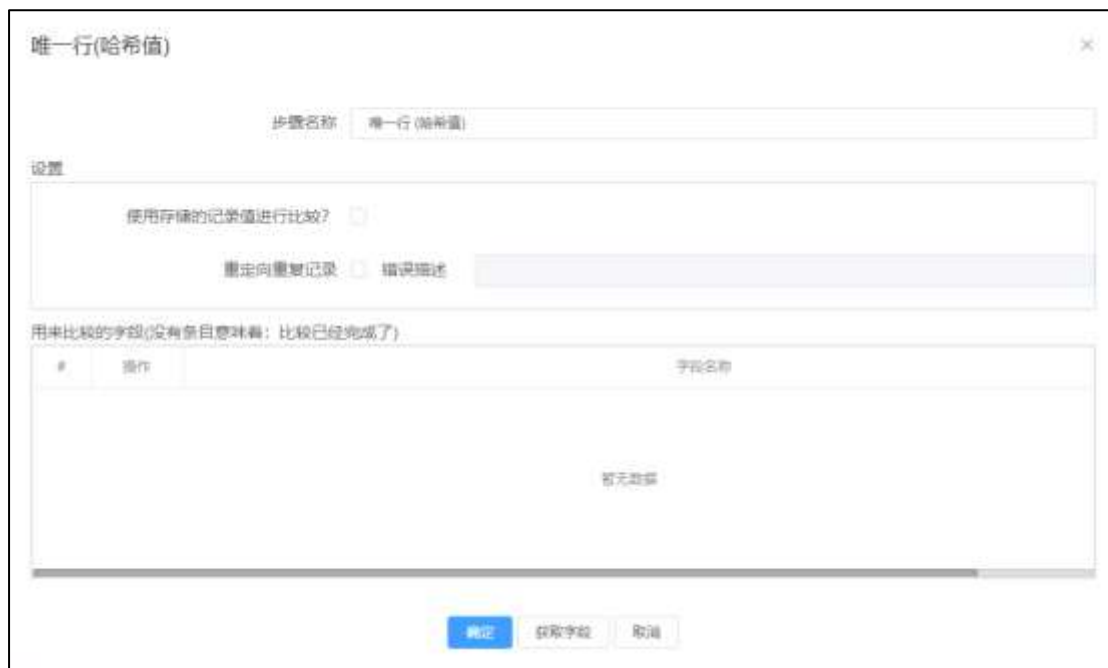 唯一行(哈希值)
步骤名称 唯一行 (哈希值)
设置
使用存储的记录值进行比较?
重定向重复记录 错误描述
用来比较的字段(没有条目意味着：比较已经完成了)
# 操作 字段名称
暂无数据
确定 获取字段 取消